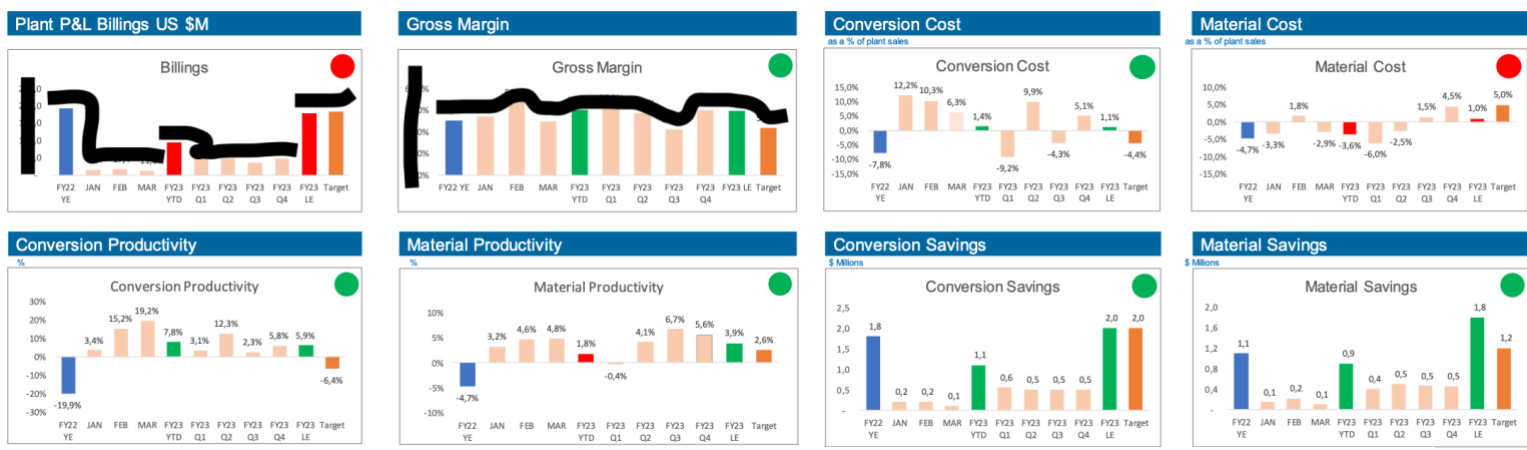 Plant P&L Billings US $M
Billings
FY22 YE JAN FEB MAR FY23 YTD FY23 Q1 FY23 Q2 FY23 Q3 FY23 Q4 FY23 LE Target
Gross Margin
Gross Margin
FY22 YE JAN FEB MAR FY23 YTD FY23 Q1 FY23 Q2 FY23 Q3 FY23 Q4 FY23 LE Target
Conversion Cost
as a % of plant sales
Conversion Cost
15,0%
10,0%
5,0%
0,0%
-5,0%
-10,0%
-15,0%
-7,8% 12,2% 10,3% 6,3% 1,4% -9,2% 9,9% -4,3% 5,1% 1,1% -4,4%
FY22 YE JAN FEB MAR FY23 YTD FY23 Q1 FY23 Q2 FY23 Q3 FY23 Q4 FY23 LE Target
Material Cost
as a % of plant sales
Material Cost
10,0%
5,0%
0,0%
-5,0%
-10,0%
-15,0%
-4,7% -3,3% 1,8% -2,9% -3,6% -6,0% -2,5% 1,5% 4,5% 1,0% 5,0%
FY22 YE JAN FEB MAR FY23 YTD FY23 Q1 FY23 Q2 FY23 Q3 FY23 Q4 FY23 LE Target
Conversion Productivity
%
Conversion Productivity
30%
20%
10%
0%
-10%
-20%
-30%
-19,9% 3,4% 15,2% 19,2% 7,8% 3,1% 12,3% 2,3% 5,8% 5,9% -6,4%
FY22 YE JAN FEB MAR FY23 YTD FY23 Q1 FY23 Q2 FY23 Q3 FY23 Q4 FY23 LE Target
Material Productivity
%
Material Productivity
10%
5%
0%
-5%
-10%
-4,7% 3,2% 4,6% 4,8% 1,8% -0,4% 4,1% 6,7% 5,6% 3,9% 2,6%
FY22 YE JAN FEB MAR FY23 YTD FY23 Q1 FY23 Q2 FY23 Q3 FY23 Q4 FY23 LE Target
Conversion Savings
$ Millions
Conversion Savings
2,5
2,0
1,5
1,0
0,5
-
1,8 0,2 0,2 0,1 1,1 0,6 0,5 0,5 0,5 2,0 2,0
FY22 YE JAN FEB MAR FY23 YTD FY23 Q1 FY23 Q2 FY23 Q3 FY23 Q4 FY23 LE Target
Material Savings
$ Millions
Material Savings
2,0
1,6
1,2
0,8
0,4
-
1,1 0,1 0,2 0,1 0,9 0,4 0,5 0,5 0,5 1,8 1,2
FY22 YE JAN FEB MAR FY23 YTD FY23 Q1 FY23 Q2 FY23 Q3 FY23 Q4 FY23 LE Target